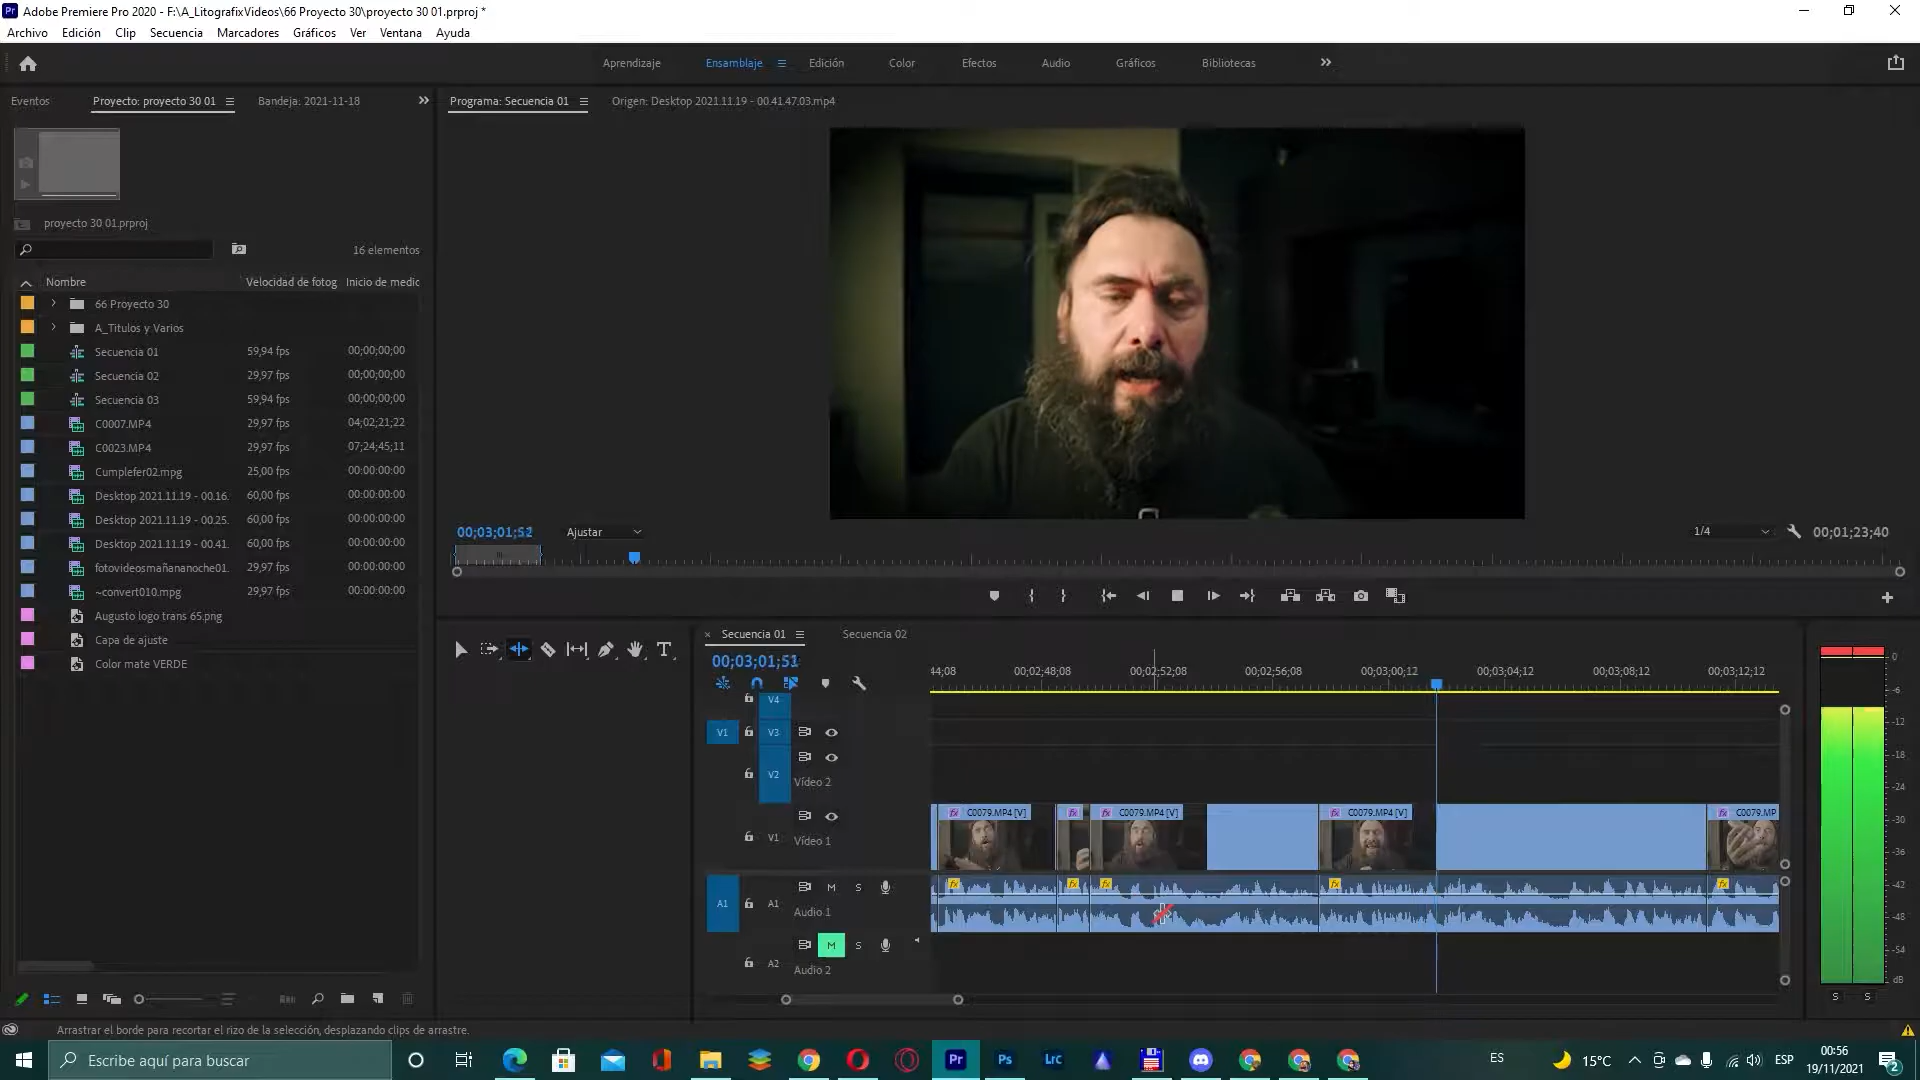 Adobe Premiere Pro 2020 - F:\A_LitografixVideos\66 Proyecto 30\proyecto 30 01.prproj *
Archivo Edición Clip Secuencia Marcadores Gráficos Ver Ventana Ayuda
Aprendizaje Ensamblaje Edición Color Efectos Audio Gráficos Bibliotecas
Eventos Proyecto: proyecto 30 01 Bandeja: 2021-11-18
Programa: Secuencia 01 Origen: Desktop 2021.11.19 - 00.41.47.03.mp4
proyecto 30 01.prproj
16 elementos
Nombre Velocidad de fotog Inicio de medic
66 Proyecto 30
A_Titulos y Varios
Secuencia 01 59,94 fps 00;00;00;00
Secuencia 02 29,97 fps 00;00;00;00
Secuencia 03 59,94 fps 00;00;00;00
C0007.MP4 29,97 fps 04:02:21:22
C0023.MP4 29,97 fps 07:24:45:11
Cumplefer02.mpg 25,00 fps 00:00:00:00
Desktop 2021.11.19 - 00.16. 60,00 fps 00:00:00:00
Desktop 2021.11.19 - 00.25. 60,00 fps 00:00:00:00
Desktop 2021.11.19 - 00.41. 60,00 fps 00:00:00:00
fotovideosmañananoche01. 29,97 fps 00:00:00:00
~convert010.mpg 29,97 fps 00:00:00:00
Augusto logo trans 65.png
Capa de ajuste
Color mate VERDE
00;03;01;52 Ajustar 1/4 00;01;23;40
Secuencia 01 Secuencia 02
00;03;01;51
44;08 00;02;48;08 00;02;52;08 00;02;56;08 00;03;00;12 00;03;04;12 00;03;08;12 00;03;12;12
V4
V1 V3
V2 Vídeo 2
C0079.MP4 [V] C0079.MP4 [V] C0079.MP4 [V] C0079.MP
V1 Vídeo 1
A1 A1 M S
Audio 1
M S
A2 Audio 2
0
-6
-12
-18
-24
-30
-36
-42
-48
-54
dB
S S
Arrastrar el borde para recortar el rizo de la selección, desplazando clips de arrastre.
Escribe aquí para buscar
Pr Ps Lrc
ES 15°C ESP
00:56
19/11/2021
2